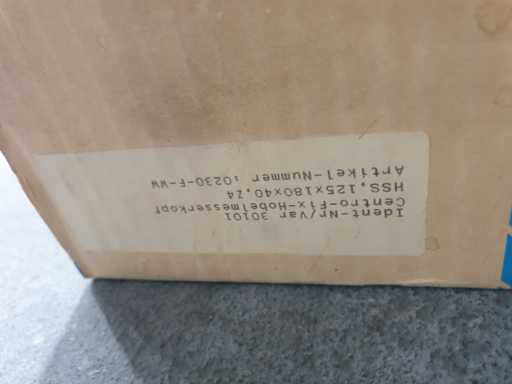 Ident-Nr/Var 30101
Centro-Fix-Hobelmesserkopf
HSS,125x180x40,Z4
Artikel-Nummer :0230-F-WW